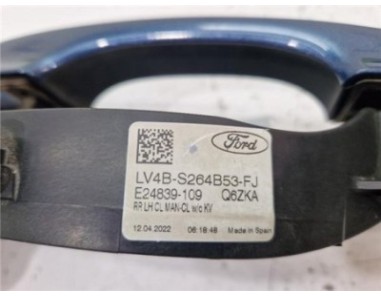 Ford
LV4B-S264B53-FJ
E24839-109 Q6ZKA
RR LH CL MAN-CL w/c KV
12.04.2022 06:18:48 Made in Spain